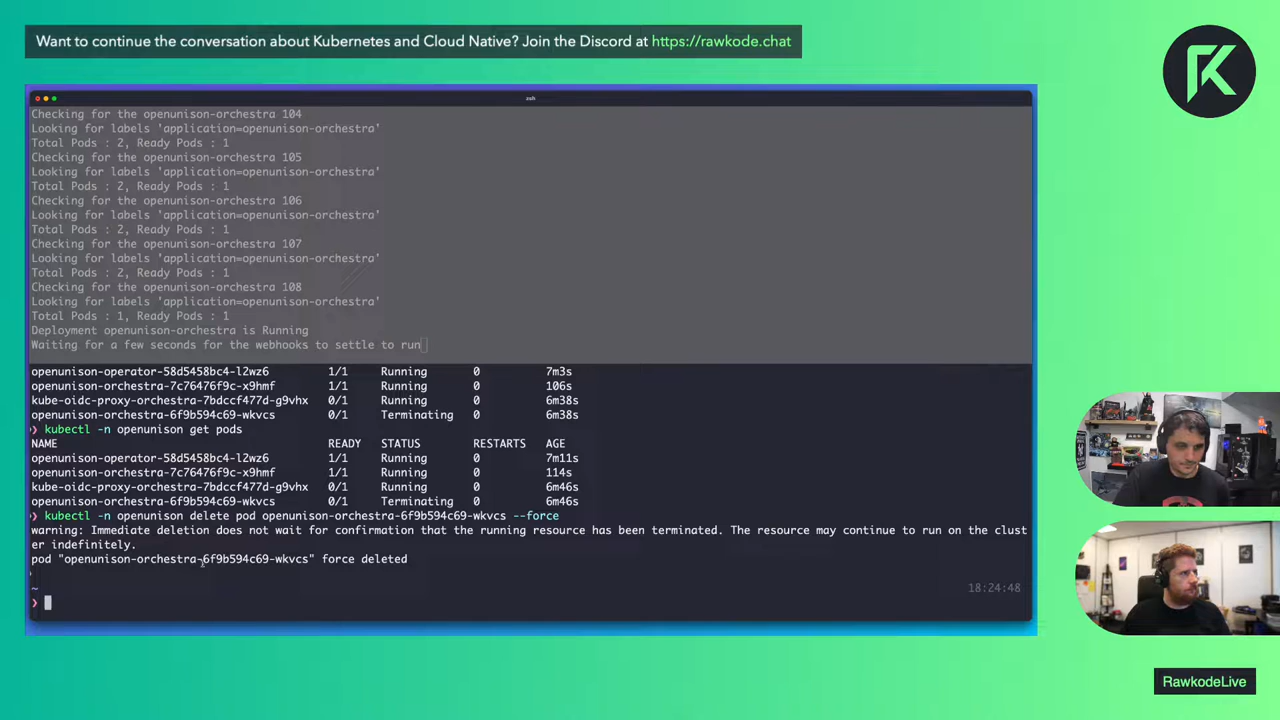 Want to continue the conversation about Kubernetes and Cloud Native? Join the Discord at https://rawkode.chat
zsh
Checking for the openunison-orchestra 104
Looking for labels 'application=openunison-orchestra'
Total Pods : 2, Ready Pods : 1
Checking for the openunison-orchestra 105
Looking for labels 'application=openunison-orchestra'
Total Pods : 2, Ready Pods : 1
Checking for the openunison-orchestra 106
Looking for labels 'application=openunison-orchestra'
Total Pods : 2, Ready Pods : 1
Checking for the openunison-orchestra 107
Looking for labels 'application=openunison-orchestra'
Total Pods : 2, Ready Pods : 1
Checking for the openunison-orchestra 108
Looking for labels 'application=openunison-orchestra'
Total Pods : 1, Ready Pods : 1
Deployment openunison-orchestra is Running
Waiting for a few seconds for the webhooks to settle to run
openunison-operator-58d5458bc4-l2wz6 1/1 Running 0 7m3s
openunison-orchestra-7c76476f9c-x9hmf 1/1 Running 0 106s
kube-oidc-proxy-orchestra-7bdccf477d-g9vhx 0/1 Running 0 6m38s
openunison-orchestra-6f9b594c69-wkvcs 0/1 Terminating 0 6m38s
❯ kubectl -n openunison get pods
NAME READY STATUS RESTARTS AGE
openunison-operator-58d5458bc4-l2wz6 1/1 Running 0 7m11s
openunison-orchestra-7c76476f9c-x9hmf 1/1 Running 0 114s
kube-oidc-proxy-orchestra-7bdccf477d-g9vhx 0/1 Running 0 6m46s
openunison-orchestra-6f9b594c69-wkvcs 0/1 Terminating 0 6m46s
❯ kubectl -n openunison delete pod openunison-orchestra-6f9b594c69-wkvcs --force
warning: Immediate deletion does not wait for confirmation that the running resource has been terminated. The resource may continue to run on the clust
er indefinitely.
pod "openunison-orchestra-6f9b594c69-wkvcs" force deleted
~ 18:24:48
❯
RawkodeLive